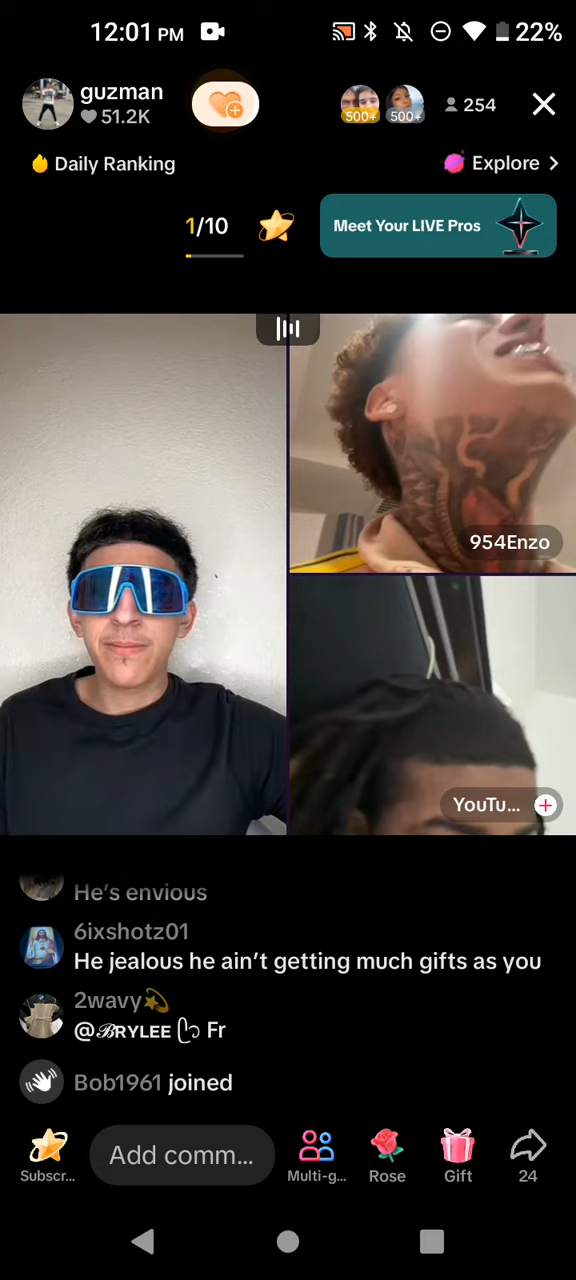 12:01 PM 22%
guzman
51.2K
500+ 500+ 254
Daily Ranking Explore
1/10
Meet Your LIVE Pros
954Enzo
YouTu...
He's envious
6ixshotz01
He jealous he ain't getting much gifts as you
2wavy💫
@ℬRYLEE ღ Fr
Bob1961 joined
Add comm...
Subscr... Multi-g... Rose Gift 24